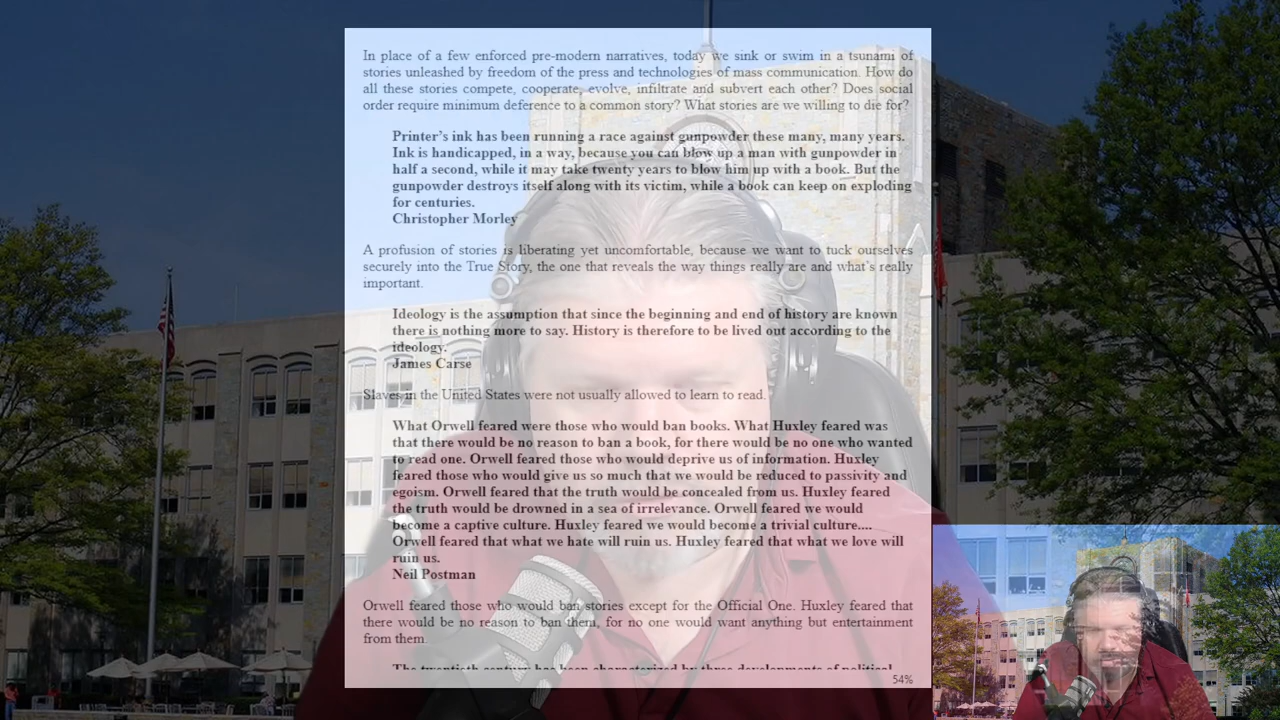 In place of a few enforced pre-modern narratives, today we sink or swim in a tsunami of
stories unleashed by freedom of the press and technologies of mass communication. How do
all these stories compete, cooperate, evolve, infiltrate and subvert each other? Does social
order require minimum deference to a common story? What stories are we willing to die for?
Printer's ink has been running a race against gunpowder these many, many years.
Ink is handicapped, in a way, because you can blow up a man with gunpowder in
half a second, while it may take twenty years to blow him up with a book. But the
gunpowder destroys itself along with its victim, while a book can keep on exploding
for centuries.
Christopher Morley
A profusion of stories is liberating yet uncomfortable, because we want to tuck ourselves
securely into the True Story, the one that reveals the way things really are and what's really
important.
Ideology is the assumption that since the beginning and end of history are known
there is nothing more to say. History is therefore to be lived out according to the
ideology.
James Carse
Slaves in the United States were not usually allowed to learn to read.
What Orwell feared were those who would ban books. What Huxley feared was
that there would be no reason to ban a book, for there would be no one who wanted
to read one. Orwell feared those who would deprive us of information. Huxley
feared those who would give us so much that we would be reduced to passivity and
egoism. Orwell feared that the truth would be concealed from us. Huxley feared
the truth would be drowned in a sea of irrelevance. Orwell feared we would
become a captive culture. Huxley feared we would become a trivial culture....
Orwell feared that what we hate will ruin us. Huxley feared that what we love will
ruin us.
Neil Postman
Orwell feared those who would ban stories except for the Official One. Huxley feared that
there would be no reason to ban them, for no one would want anything but entertainment
from them.
The twentieth century has been characterized by three developments of political
54%